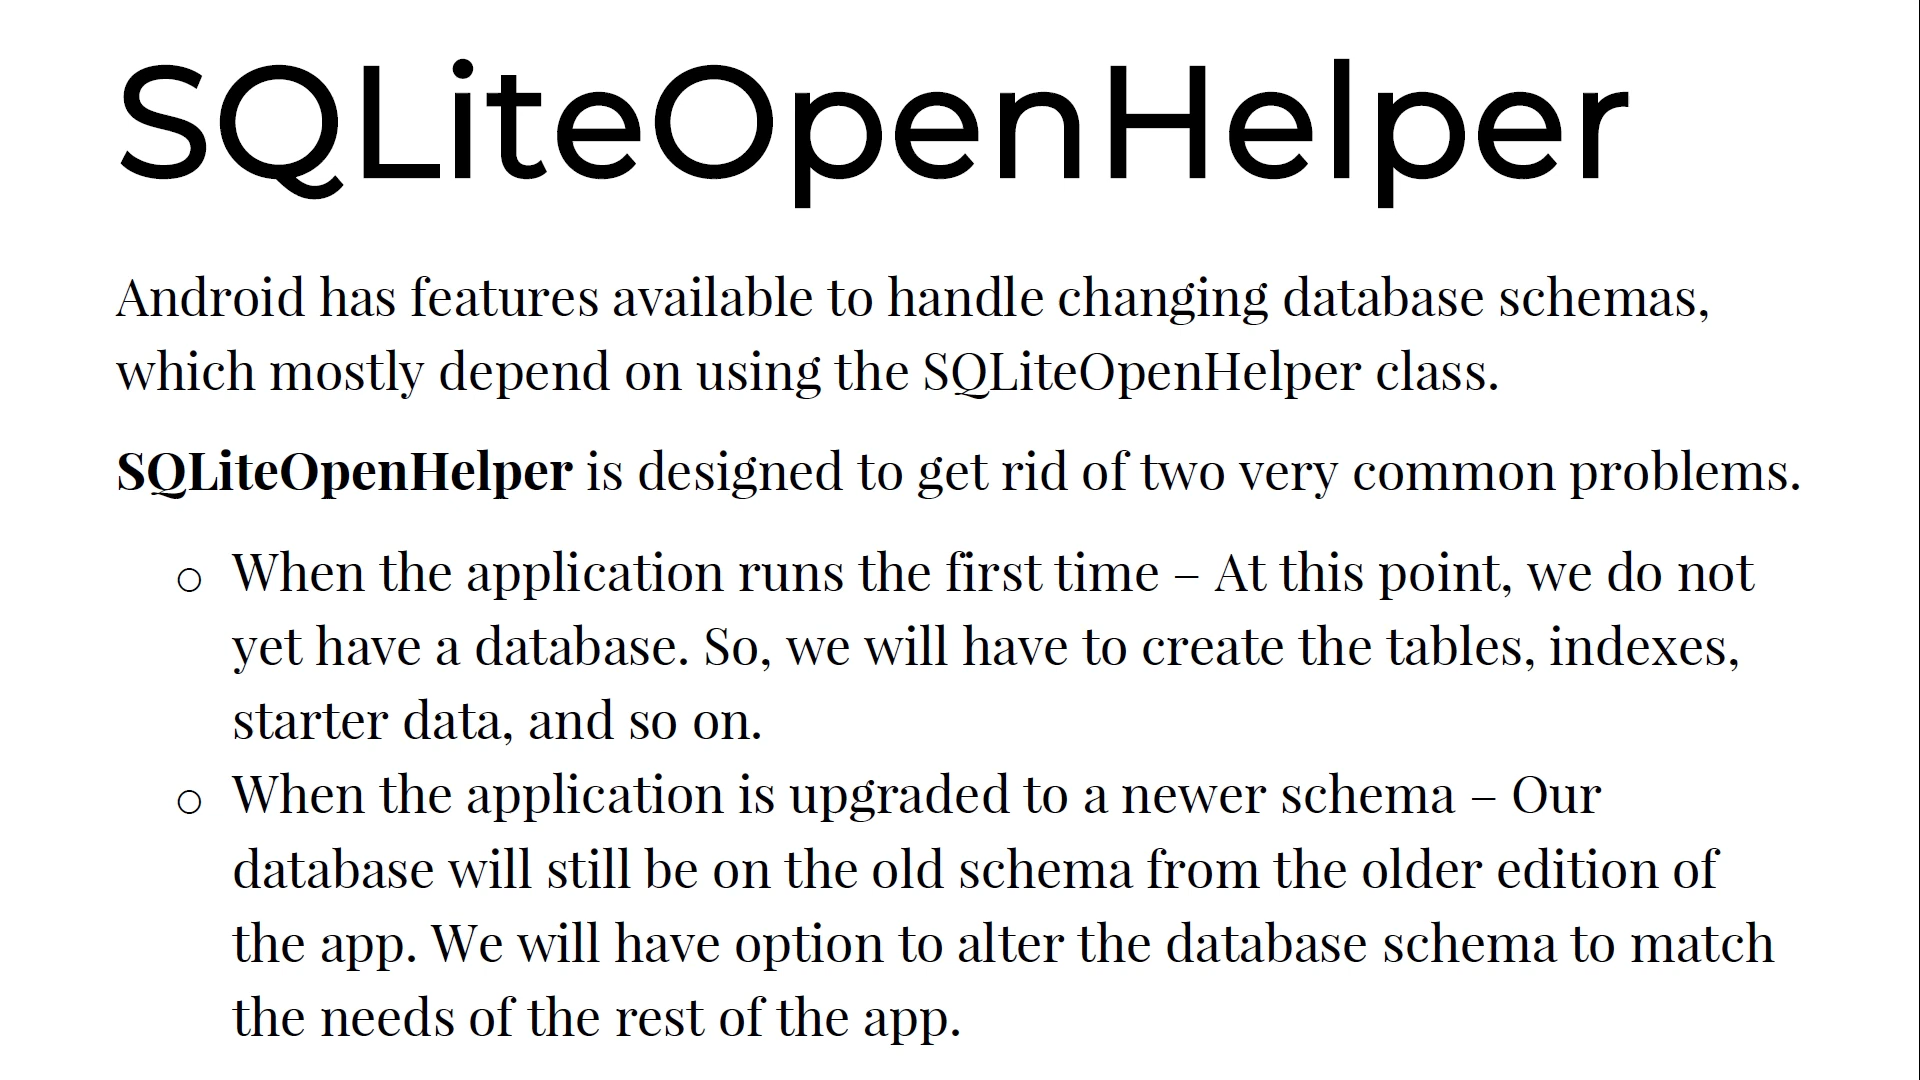 SQLiteOpenHelper
Android has features available to handle changing database schemas,
which mostly depend on using the SQLiteOpenHelper class.
SQLiteOpenHelper is designed to get rid of two very common problems.
○ When the application runs the first time – At this point, we do not
yet have a database. So, we will have to create the tables, indexes,
starter data, and so on.
○ When the application is upgraded to a newer schema – Our
database will still be on the old schema from the older edition of
the app. We will have option to alter the database schema to match
the needs of the rest of the app.